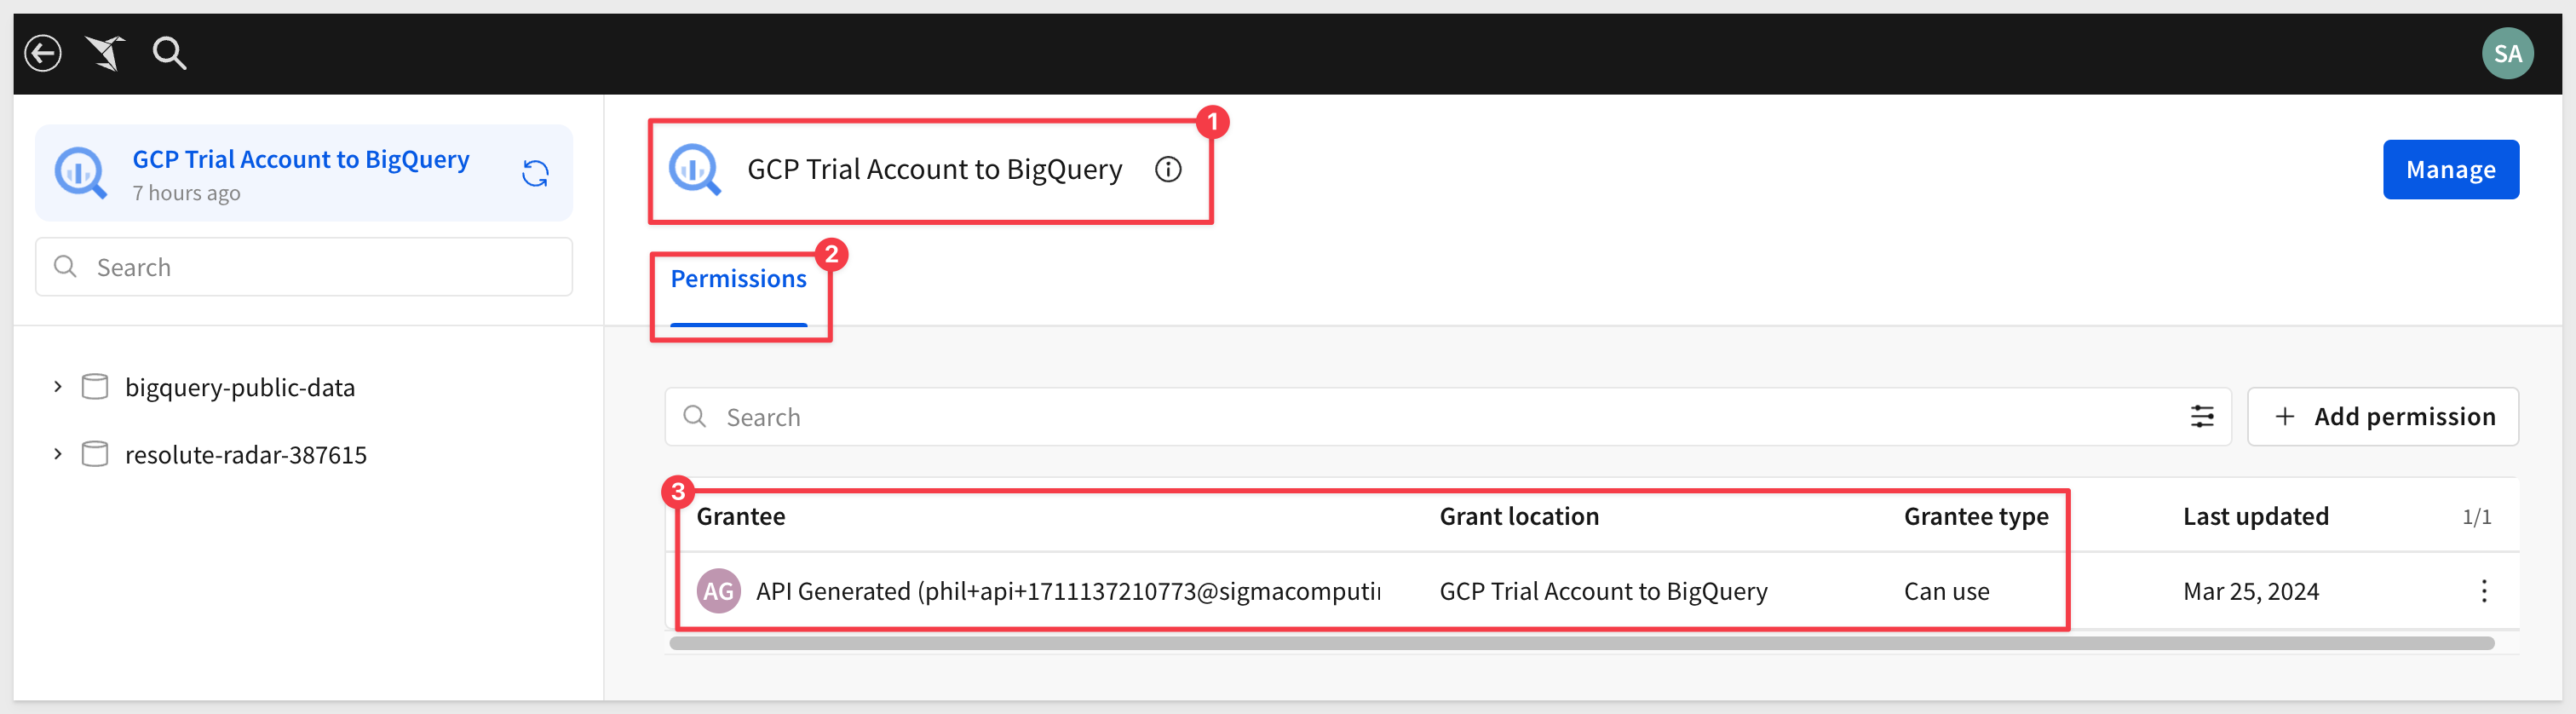 SA
GCP Trial Account to BigQuery
7 hours ago
Search
bigquery-public-data
resolute-radar-387615
1
GCP Trial Account to BigQuery
Manage
2
Permissions
Search
+ Add permission
3
Grantee Grant location Grantee type Last updated 1/1
AG API Generated (phil+api+1711137210773@sigmacomputi GCP Trial Account to BigQuery Can use Mar 25, 2024